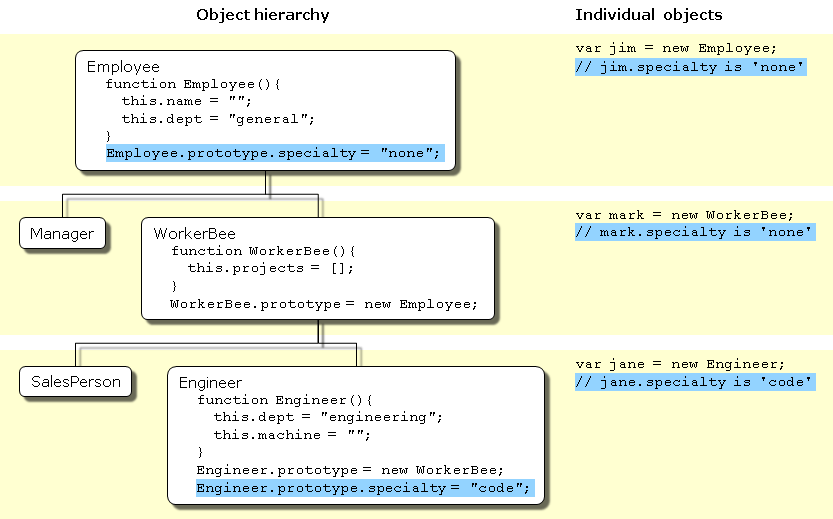 Object hierarchy
Individual objects
Employee
function Employee(){
this.name = "";
this.dept = "general";
}
Employee.prototype.specialty = "none";
var jim = new Employee;
// jim.specialty is 'none'
Manager
WorkerBee
function WorkerBee(){
this.projects = [];
}
WorkerBee.prototype = new Employee;
var mark = new WorkerBee;
// mark.specialty is 'none'
SalesPerson
Engineer
function Engineer(){
this.dept = "engineering";
this.machine = "";
}
Engineer.prototype = new WorkerBee;
Engineer.prototype.specialty = "code";
var jane = new Engineer;
// jane.specialty is 'code'